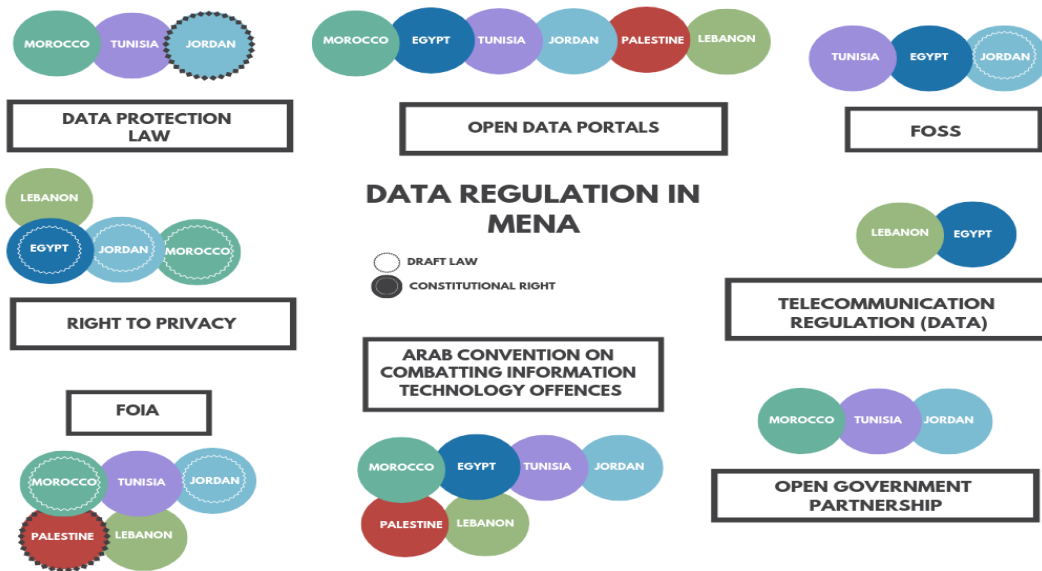 MOROCCO TUNISIA JORDAN
DATA PROTECTION
LAW
MOROCCO EGYPT TUNISIA JORDAN PALESTINE LEBANON
OPEN DATA PORTALS
TUNISIA EGYPT JORDAN
FOSS
DATA REGULATION IN
MENA
DRAFT LAW
CONSTITUTIONAL RIGHT
LEBANON
EGYPT JORDAN MOROCCO
RIGHT TO PRIVACY
LEBANON EGYPT
TELECOMMUNICATION
REGULATION (DATA)
FOIA
MOROCCO TUNISIA JORDAN
PALESTINE LEBANON
ARAB CONVENTION ON
COMBATTING INFORMATION
TECHNOLOGY OFFENCES
MOROCCO EGYPT TUNISIA JORDAN
PALESTINE LEBANON
MOROCCO TUNISIA JORDAN
OPEN GOVERNMENT
PARTNERSHIP